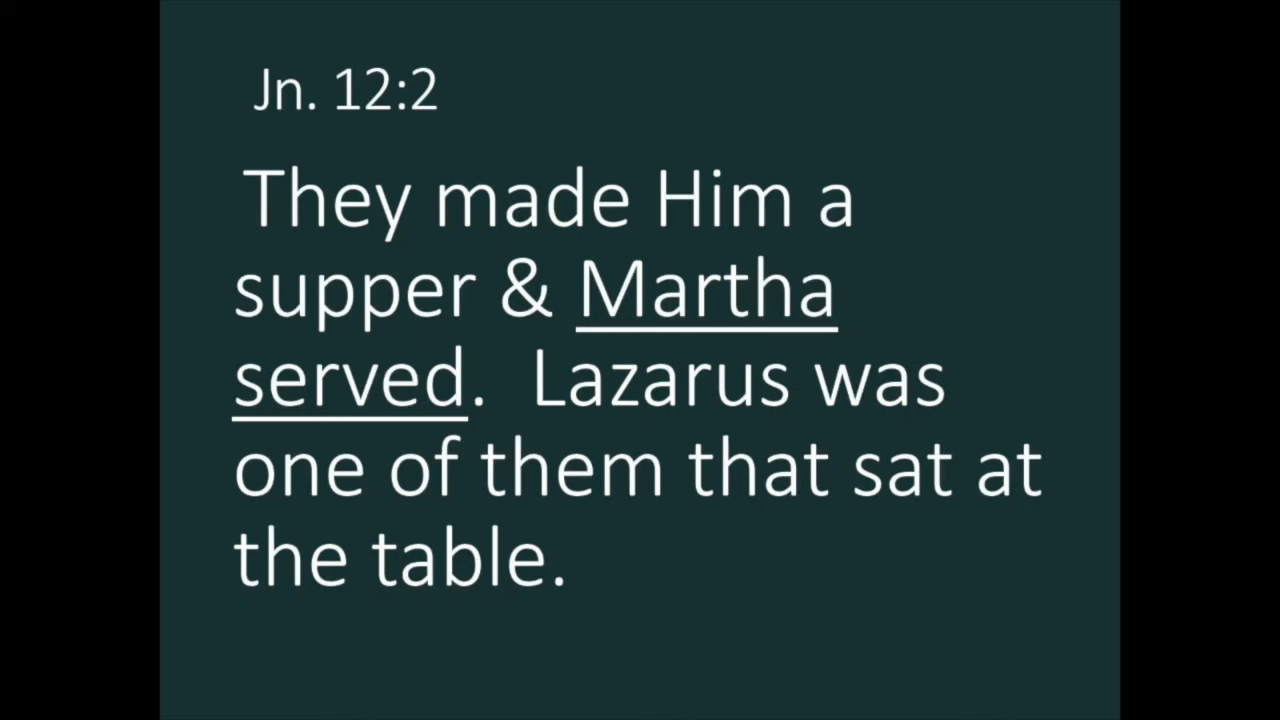 Jn. 12:2
They made Him a
supper & Martha
served.  Lazarus was
one of them that sat at
the table.